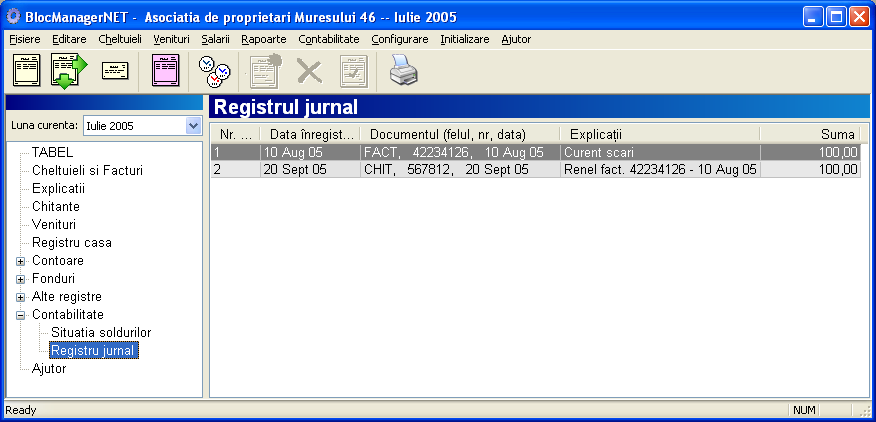 BlocManagerNET - Asociatia de proprietari Muresului 46 -- Iulie 2005
Fisiere Editare Cheltuieli Venituri Salarii Rapoarte Contabilitate Configurare Initializare Ajutor
Registrul jurnal
Luna curenta: Iulie 2005
Nr. ... Data înregist... Documentul (felul, nr, data) Explicații Suma
1 10 Aug 05 FACT, 42234126, 10 Aug 05 Curent scari 100,00
2 20 Sept 05 CHIT, 567812, 20 Sept 05 Renel fact. 42234126 - 10 Aug 05 100,00
TABEL
Cheltuieli si Facturi
Explicatii
Chitante
Venituri
Registru casa
Contoare
Fonduri
Alte registre
Contabilitate
Situatia soldurilor
Registru jurnal
Ajutor
Ready NUM